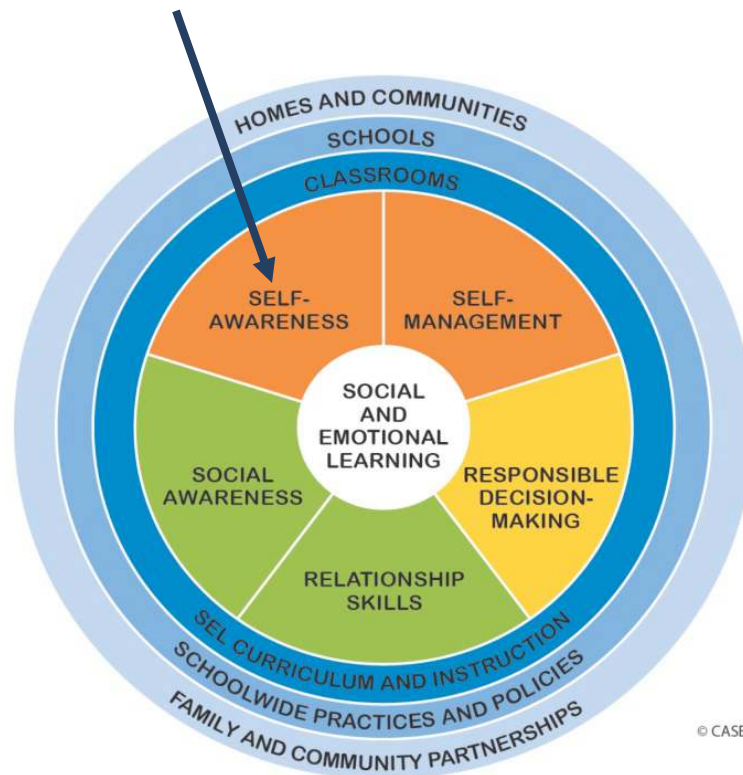 HOMES AND COMMUNITIES
SCHOOLS
CLASSROOMS
SELF-
AWARENESS
SELF-
MANAGEMENT
SOCIAL
AND
EMOTIONAL
LEARNING
SOCIAL
AWARENESS
RESPONSIBLE
DECISION-
MAKING
RELATIONSHIP
SKILLS
SEL CURRICULUM AND INSTRUCTION
SCHOOLWIDE PRACTICES AND POLICIES
FAMILY AND COMMUNITY PARTNERSHIPS
© CASE